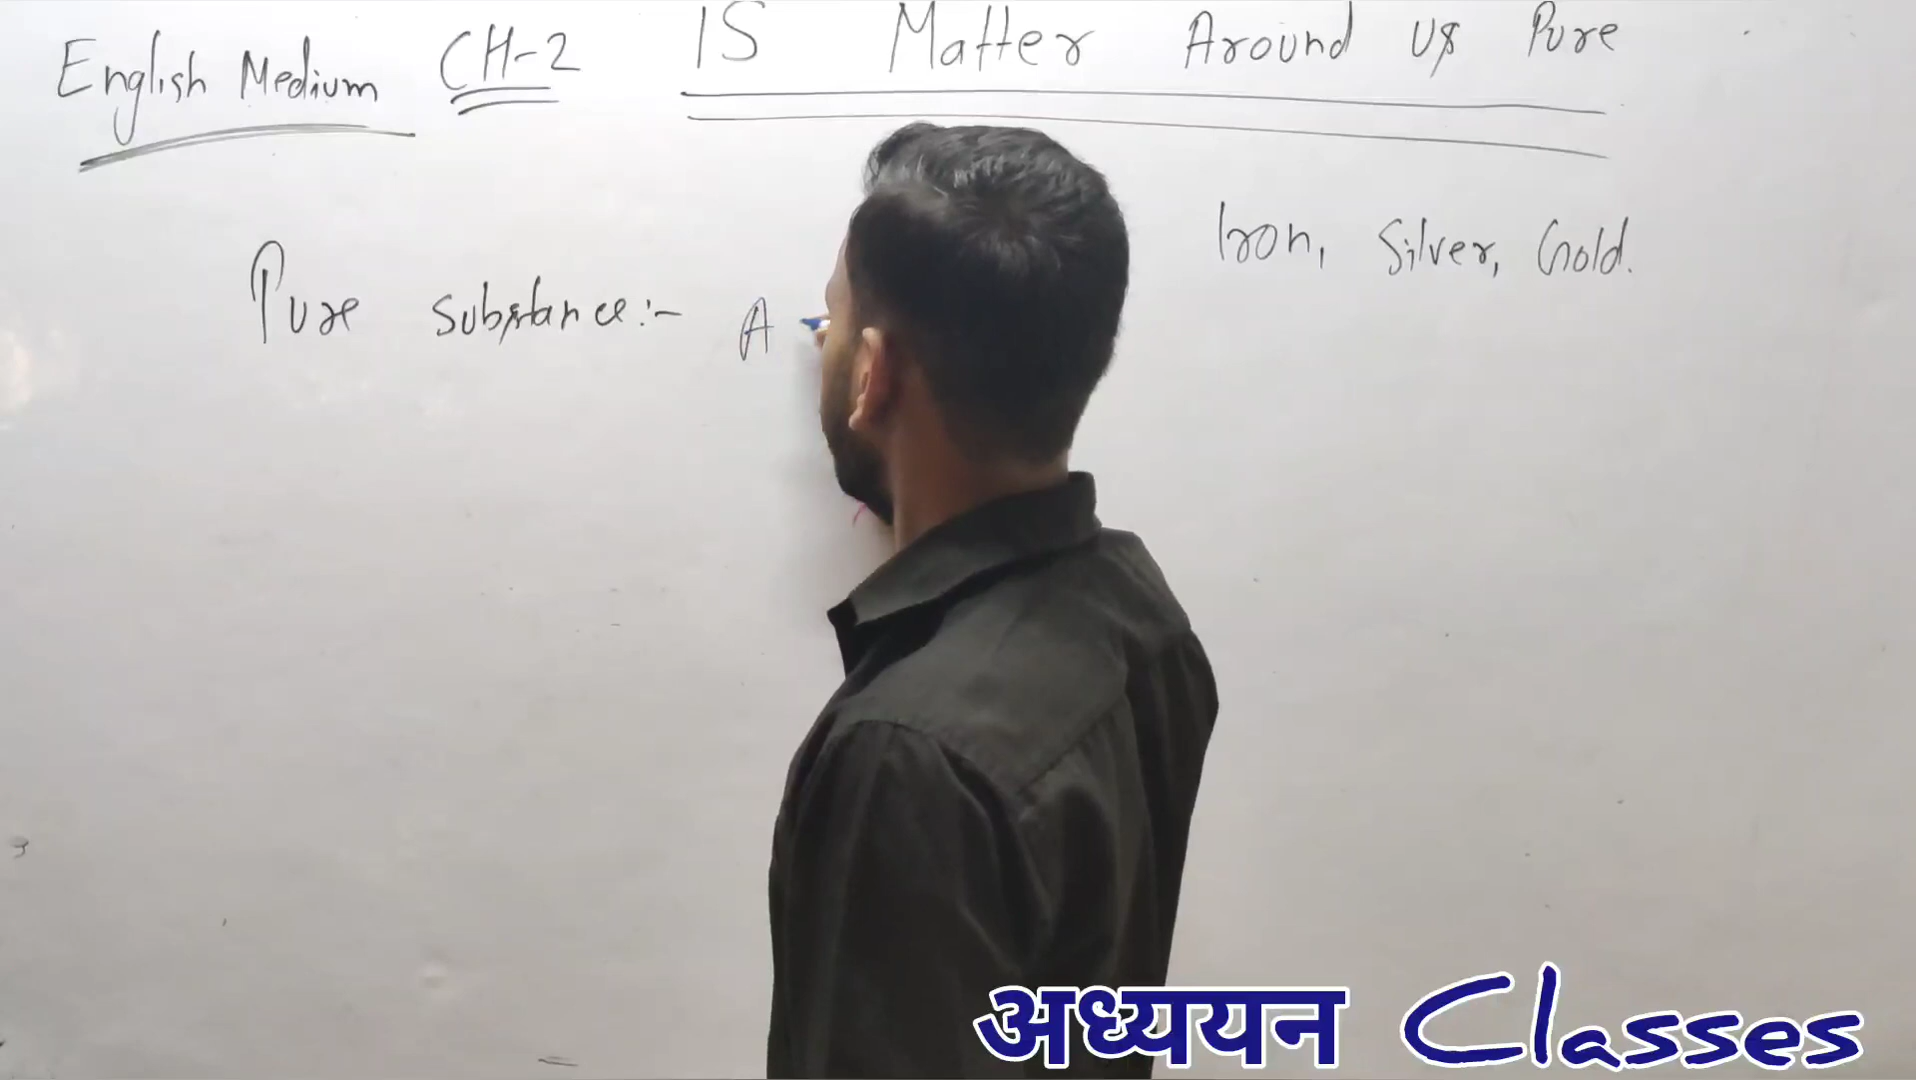 English Medium CH-2 IS Matter Around us Pure
Iron, Silver, Gold.
Pure substance:- A
अध्ययन Classes